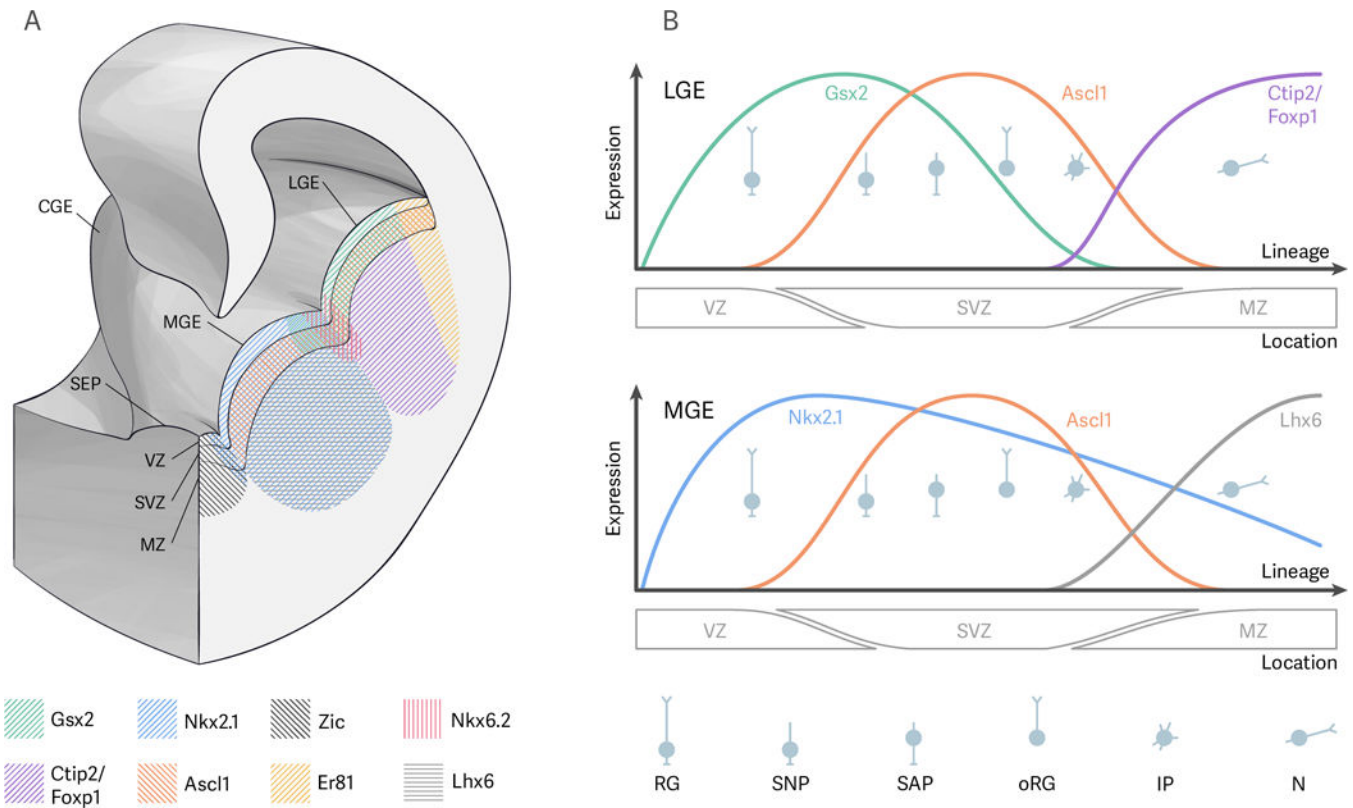 A
CGE
LGE
MGE
SEP
VZ
SVZ
MZ
Gsx2
Nkx2.1
Zic
Nkx6.2
Ctip2/
Foxp1
Ascl1
Er81
Lhx6
B
LGE
Gsx2
Ascl1
Ctip2/
Foxp1
Expression
Lineage
VZ
SVZ
MZ
Location
MGE
Nkx2.1
Ascl1
Lhx6
Expression
Lineage
VZ
SVZ
MZ
Location
RG
SNP
SAP
oRG
IP
N